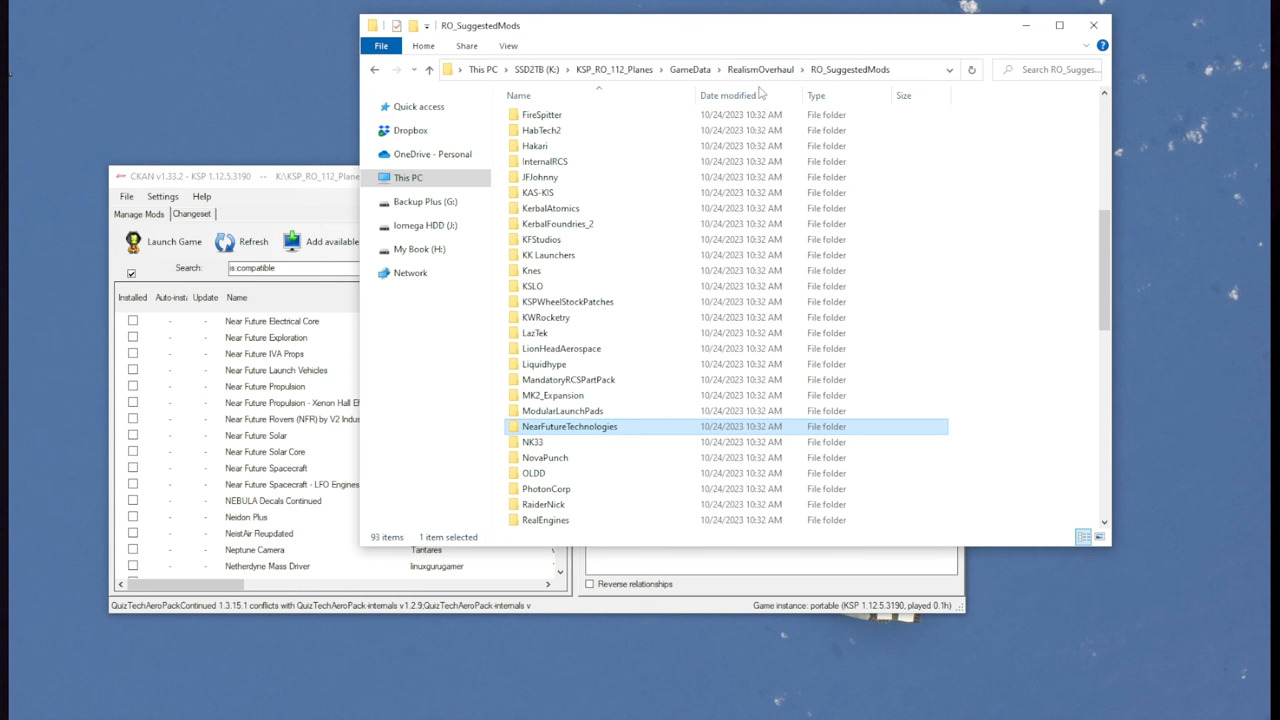 RO_SuggestedMods
File Home Share View
This PC › SSD2TB (K:) › KSP_RO_112_Planes › GameData › RealismOverhaul › RO_SuggestedMods
Search RO_Sugges...
Quick access
Dropbox
OneDrive - Personal
This PC
Backup Plus (G:)
Iomega HDD (J:)
My Book (H:)
Network
Name Date modified Type Size
FireSpitter 10/24/2023 10:32 AM File folder
HabTech2 10/24/2023 10:32 AM File folder
Hakari 10/24/2023 10:32 AM File folder
InternalRCS 10/24/2023 10:32 AM File folder
JFJohnny 10/24/2023 10:32 AM File folder
KAS-KIS 10/24/2023 10:32 AM File folder
KerbalAtomics 10/24/2023 10:32 AM File folder
KerbalFoundries_2 10/24/2023 10:32 AM File folder
KFStudios 10/24/2023 10:32 AM File folder
KK Launchers 10/24/2023 10:32 AM File folder
Knes 10/24/2023 10:32 AM File folder
KSLO 10/24/2023 10:32 AM File folder
KSPWheelStockPatches 10/24/2023 10:32 AM File folder
KWRocketry 10/24/2023 10:32 AM File folder
LazTek 10/24/2023 10:32 AM File folder
LionHeadAerospace 10/24/2023 10:32 AM File folder
Liquidhype 10/24/2023 10:32 AM File folder
MandatoryRCSPartPack 10/24/2023 10:32 AM File folder
MK2_Expansion 10/24/2023 10:32 AM File folder
ModularLaunchPads 10/24/2023 10:32 AM File folder
NearFutureTechnologies 10/24/2023 10:32 AM File folder
NK33 10/24/2023 10:32 AM File folder
NovaPunch 10/24/2023 10:32 AM File folder
OLDD 10/24/2023 10:32 AM File folder
PhotonCorp 10/24/2023 10:32 AM File folder
RaiderNick 10/24/2023 10:32 AM File folder
RealEngines 10/24/2023 10:32 AM File folder
93 items 1 item selected
CKAN v1.33.2 - KSP 1.12.5.3190 -- K:\KSP_RO_112_Plane
File Settings Help
Manage Mods Changeset
Launch Game Refresh Add available
Search: is:compatible
Installed Auto-insta Update Name
- - Near Future Electrical Core
- - Near Future Exploration
- - Near Future IVA Props
- - Near Future Launch Vehicles
- - Near Future Propulsion
- - Near Future Propulsion - Xenon Hall Ef
- - Near Future Rovers (NFR) by V2 Indus
- - Near Future Solar
- - Near Future Solar Core
- - Near Future Spacecraft
- - Near Future Spacecraft - LFO Engines
- - NEBULA Decals Continued
- - Neidon Plus
- - NeistAir Reupdated
- - Neptune Camera Tantares
- - Netherdyne Mass Driver linuxgurugamer
Reverse relationships
QuizTechAeroPackContinued 1.3.15.1 conflicts with QuizTechAeroPack-internals v1.2.9;QuizTechAeroPack-internals v
Game instance: portable (KSP 1.12.5.3190, played 0.1h)